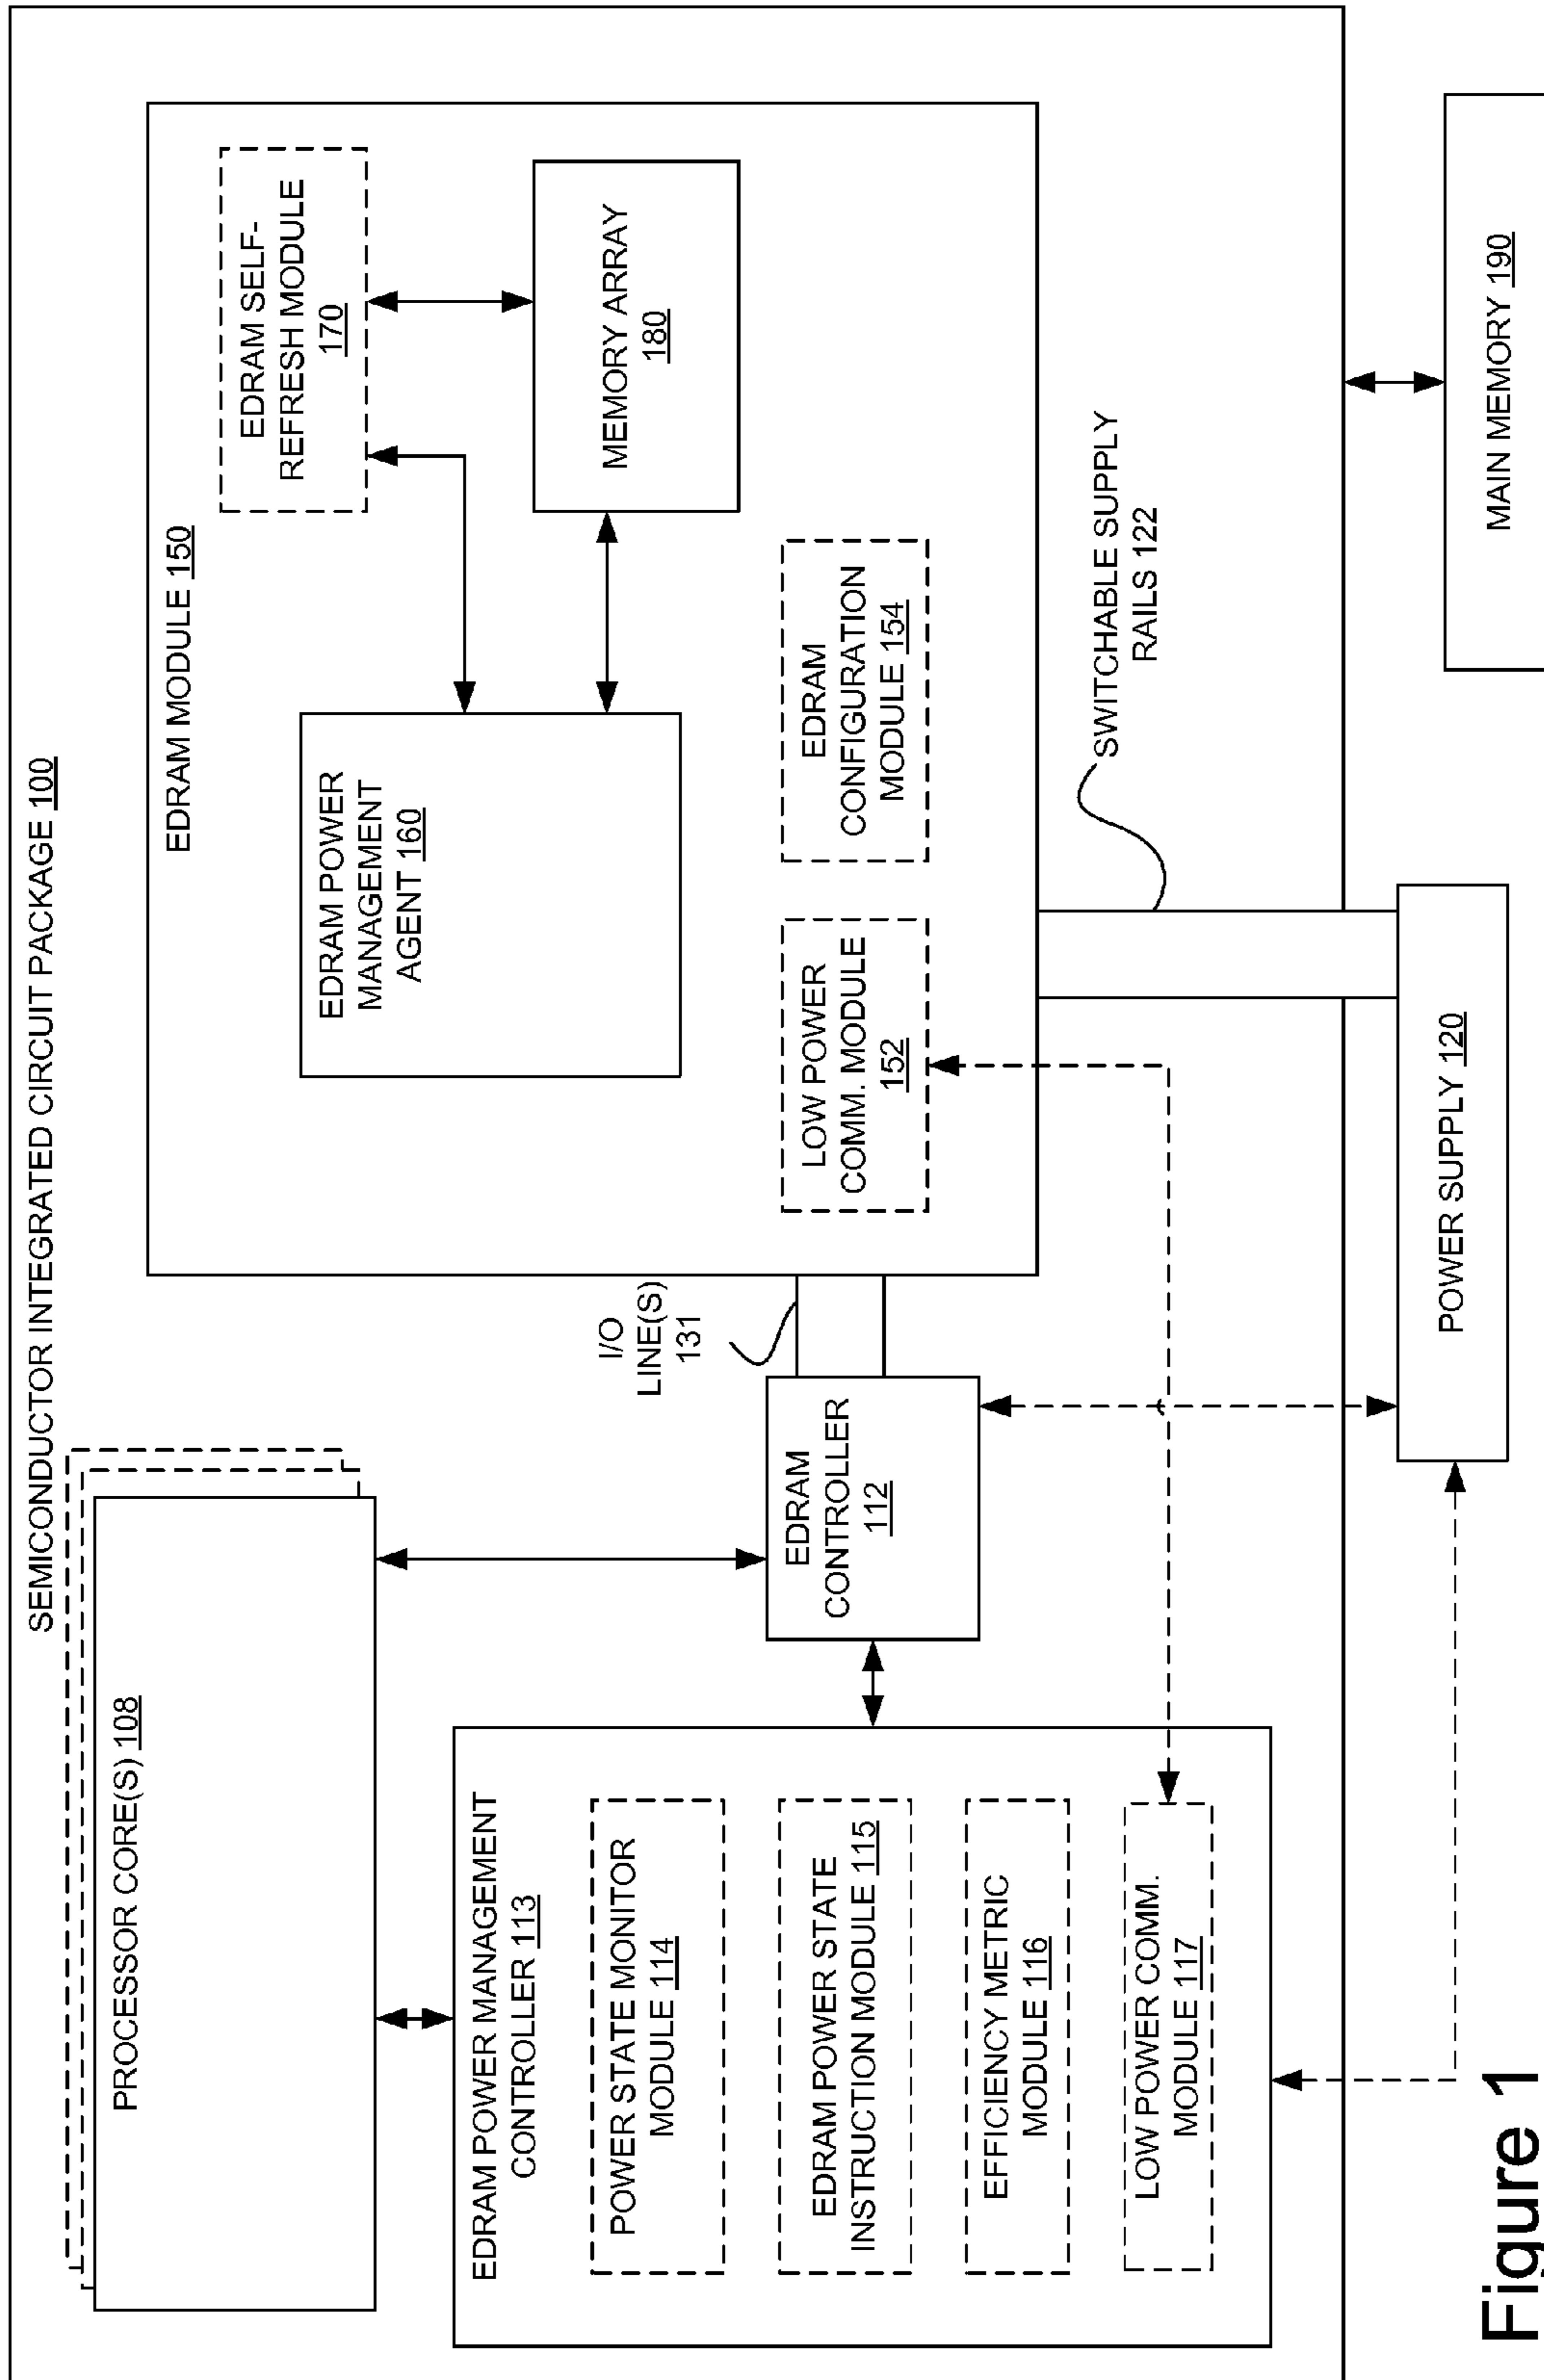 SEMICONDUCTOR INTEGRATED CIRCUIT PACKAGE 100
PROCESSOR CORE(S) 108
EDRAM POWER MANAGEMENT
CONTROLLER 113
POWER STATE MONITOR
MODULE 114
EDRAM POWER STATE
INSTRUCTION MODULE 115
EFFICIENCY METRIC
MODULE 116
LOW POWER COMM.
MODULE 117
EDRAM
CONTROLLER
112
I/O
LINE(S)
131
EDRAM MODULE 150
EDRAM POWER
MANAGEMENT
AGENT 160
EDRAM SELF-
REFRESH MODULE
170
MEMORY ARRAY
180
LOW POWER
COMM. MODULE
152
EDRAM
CONFIGURATION
MODULE 154
SWITCHABLE SUPPLY
RAILS 122
POWER SUPPLY 120
MAIN MEMORY 190
Figure 1